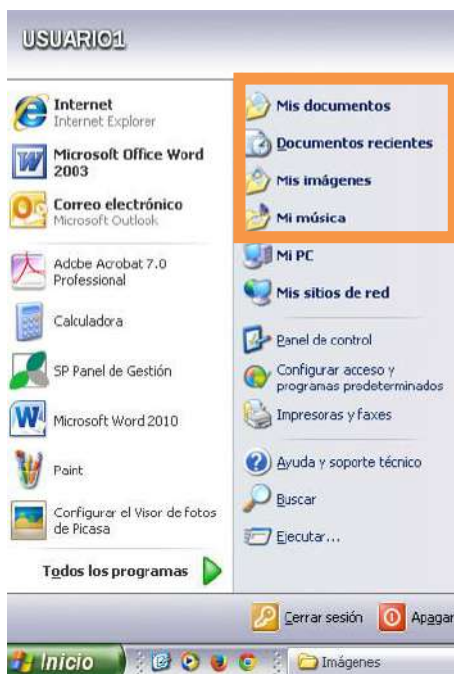 USUARIO1
Internet
Internet Explorer
Microsoft Office Word
2003
Correo electrónico
Microsoft Outlook
Adobe Acrobat 7.0
Professional
Calculadora
SP Panel de Gestión
Microsoft Word 2010
Paint
Configurar el Visor de fotos
de Picasa
Todos los programas
Mis documentos
Documentos recientes
Mis imágenes
Mi música
Mi PC
Mis sitios de red
Panel de control
Configurar acceso y
programas predeterminados
Impresoras y faxes
Ayuda y soporte técnico
Buscar
Ejecutar...
Cerrar sesión
Apagar
Inicio
Imágenes